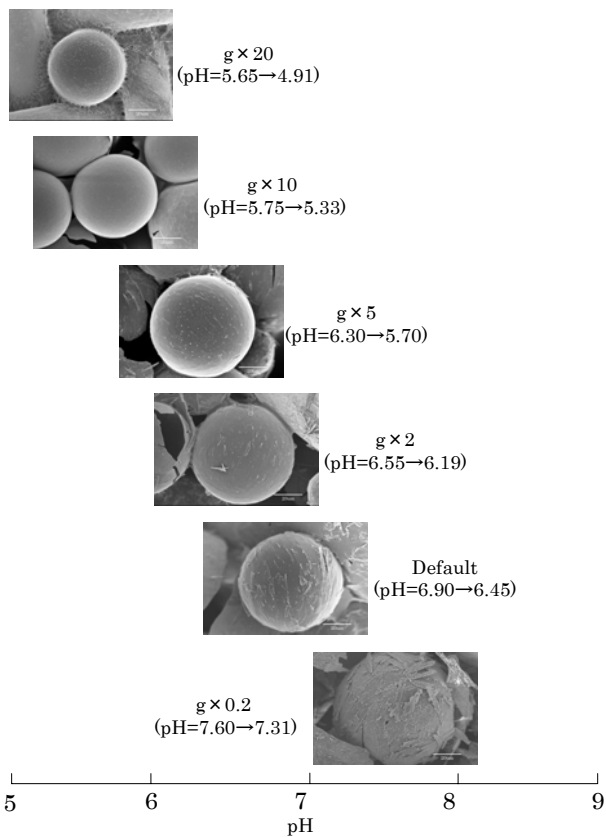 g×20
(pH=5.65→4.91)
g×10
(pH=5.75→5.33)
g×5
(pH=6.30→5.70)
g×2
(pH=6.55→6.19)
Default
(pH=6.90→6.45)
g×0.2
(pH=7.60→7.31)
5 6 7 8 9
pH